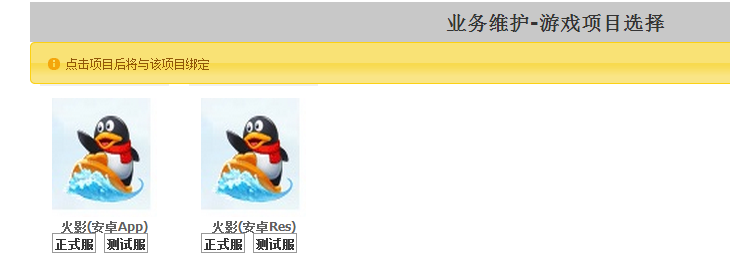 业务维护-游戏项目选择
点击项目后将与该项目绑定
火影(安卓App) 火影(安卓Res)
正式服 测试服 正式服 测试服